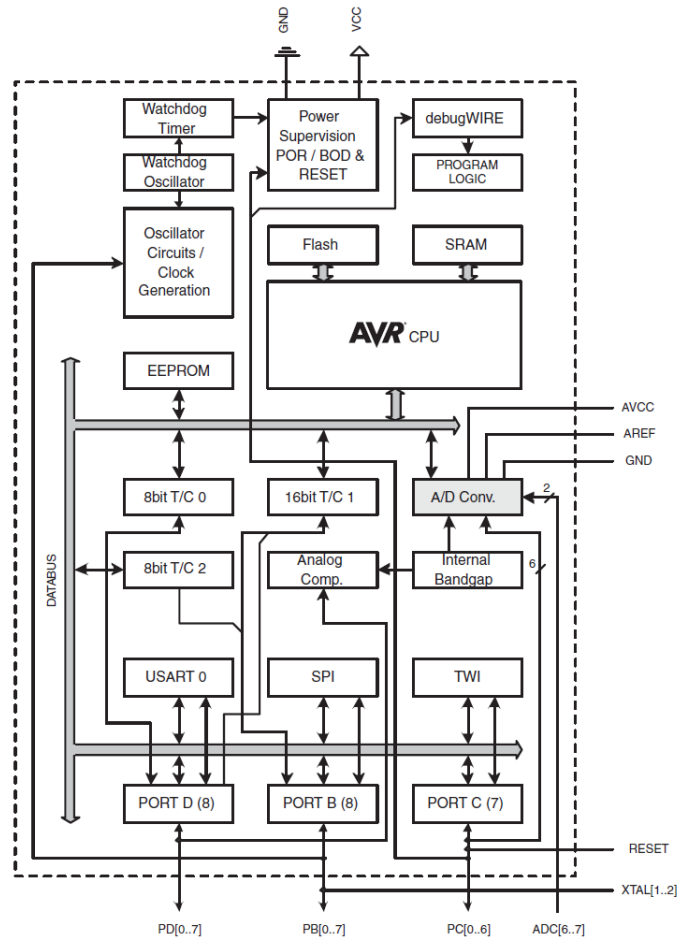 GND
VCC
Watchdog
Timer
Power
Supervision
POR / BOD &
RESET
debugWIRE
Watchdog
Oscillator
PROGRAM
LOGIC
Oscillator
Circuits /
Clock
Generation
Flash
SRAM
AVR CPU
EEPROM
AVCC
AREF
GND
8bit T/C 0
16bit T/C 1
A/D Conv.
2
DATABUS
8bit T/C 2
Analog
Comp.
Internal
Bandgap
6
USART 0
SPI
TWI
PORT D (8)
PORT B (8)
PORT C (7)
RESET
XTAL[1..2]
PD[0..7]
PB[0..7]
PC[0..6]
ADC[6..7]